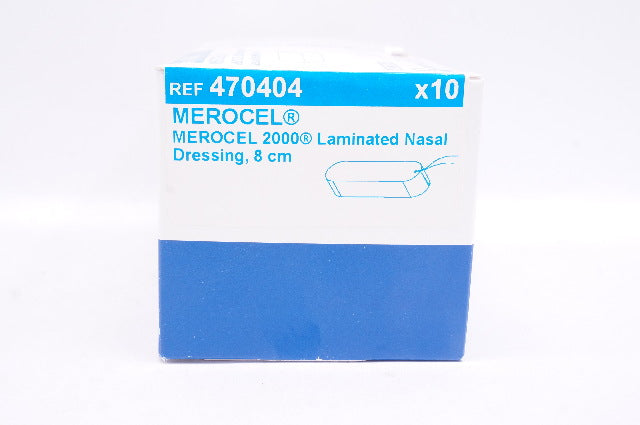 REF 470404 x10
MEROCEL®
MEROCEL 2000® Laminated Nasal
Dressing, 8 cm